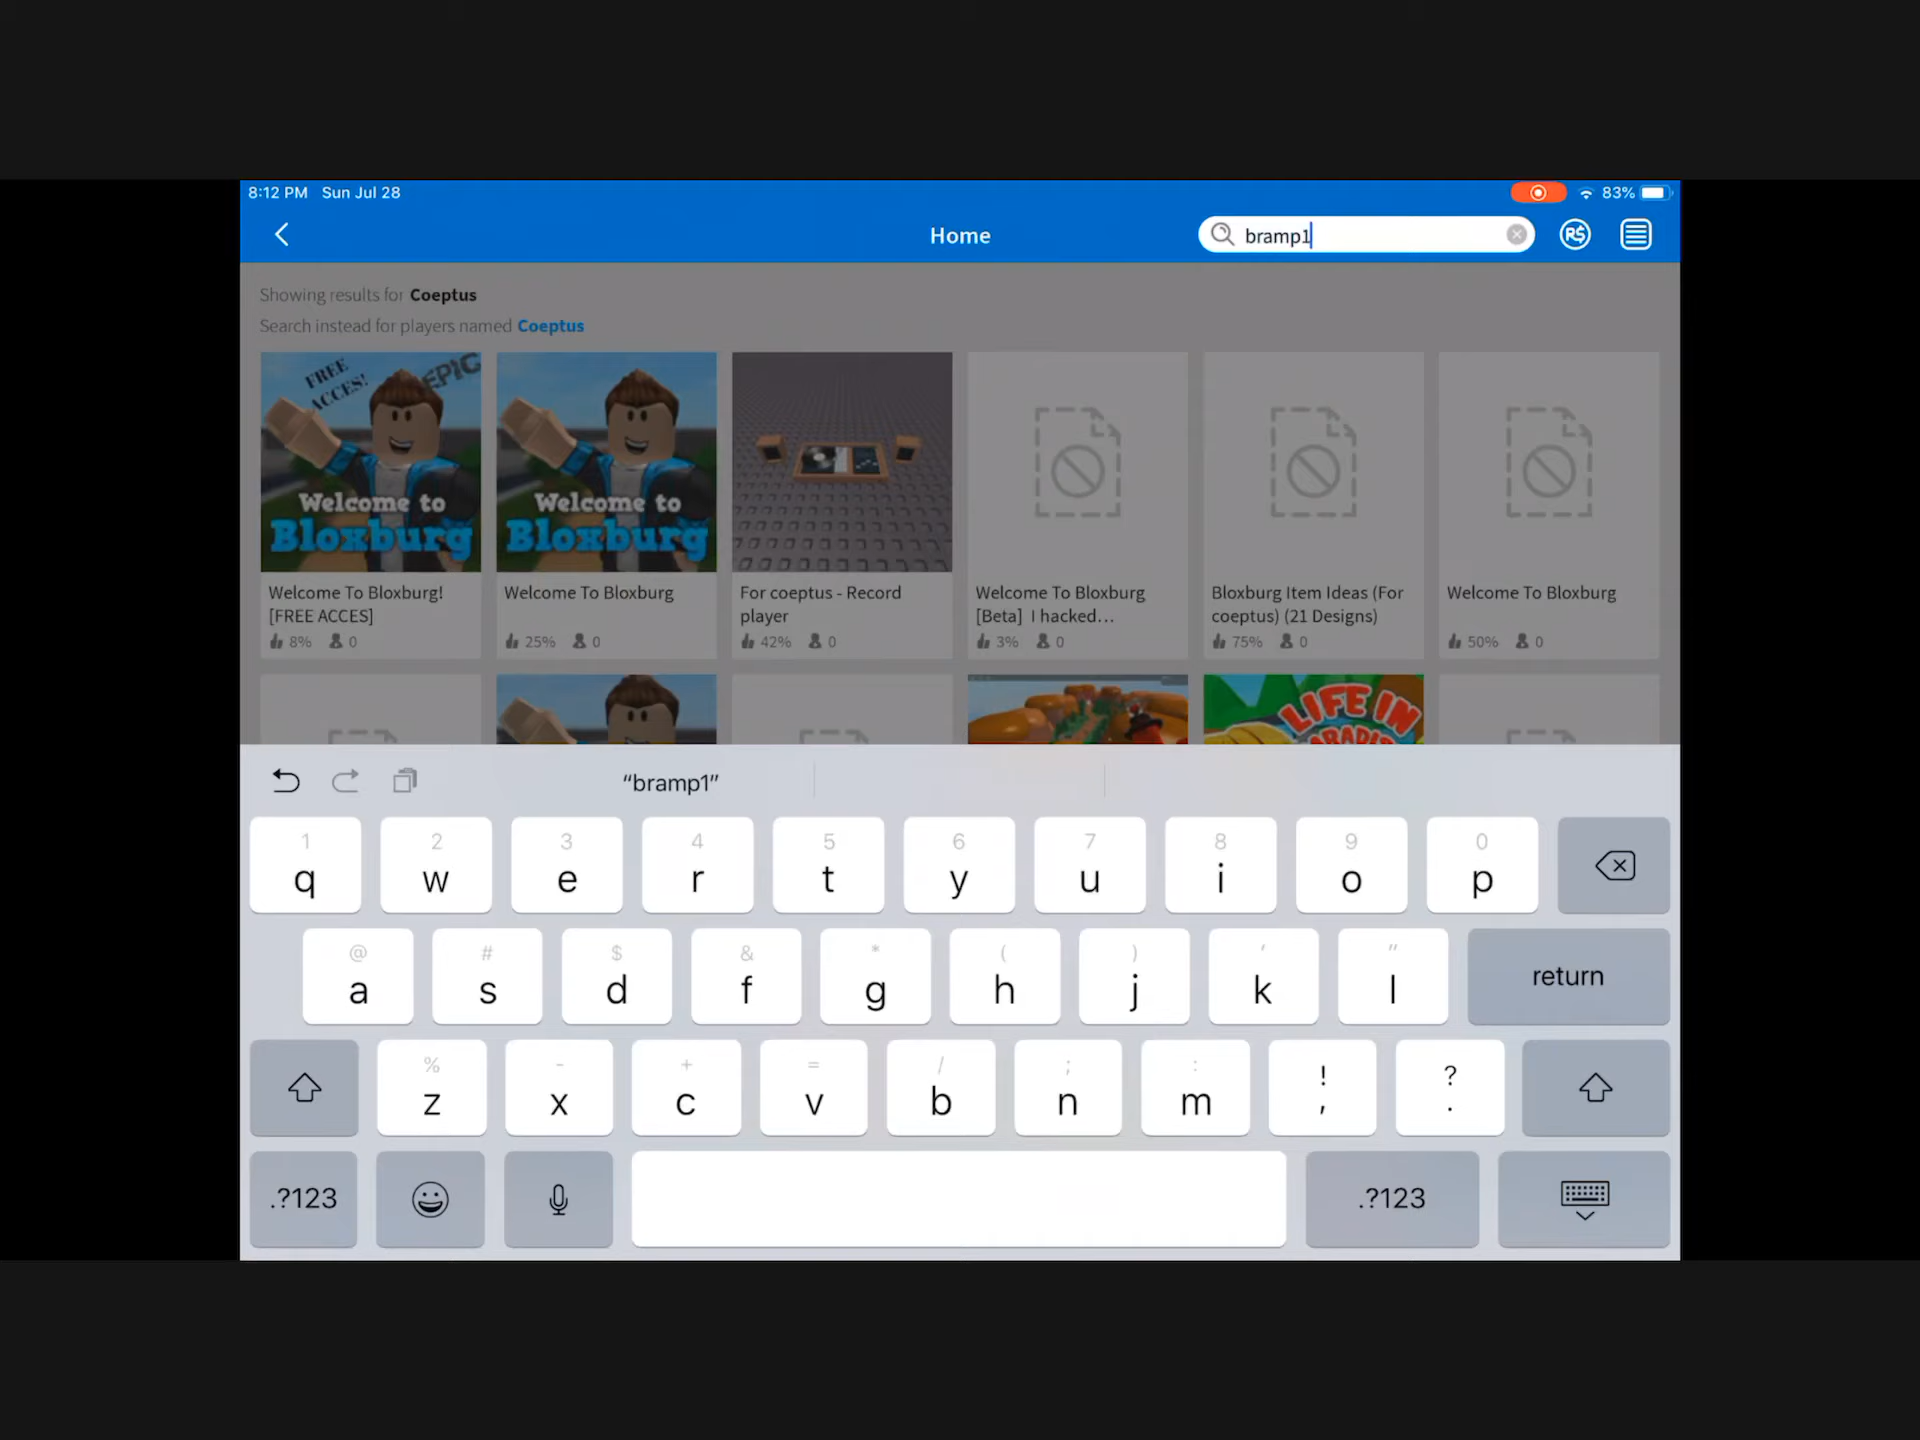 8:12 PM Sun Jul 28
83%
Home
bramp1
R$
Showing results for Coeptus
Search instead for players named Coeptus
FREE ACCES!
EPIC
Welcome to
Bloxburg
Welcome to
Bloxburg
Welcome To Bloxburg! [FREE ACCES]
8% 0
Welcome To Bloxburg
25% 0
For coeptus - Record player
42% 0
Welcome To Bloxburg [Beta] I hacked...
3% 0
Bloxburg Item Ideas (For coeptus) (21 Designs)
75% 0
Welcome To Bloxburg
50% 0
LIFE IN
PARADISE
“bramp1”
1 2 3 4 5 6 7 8 9 0
q w e r t y u i o p
@ # $ & * ( ) ' "
a s d f g h j k l return
% - + = / ; : ! ?
z x c v b n m , .
.?123 .?123